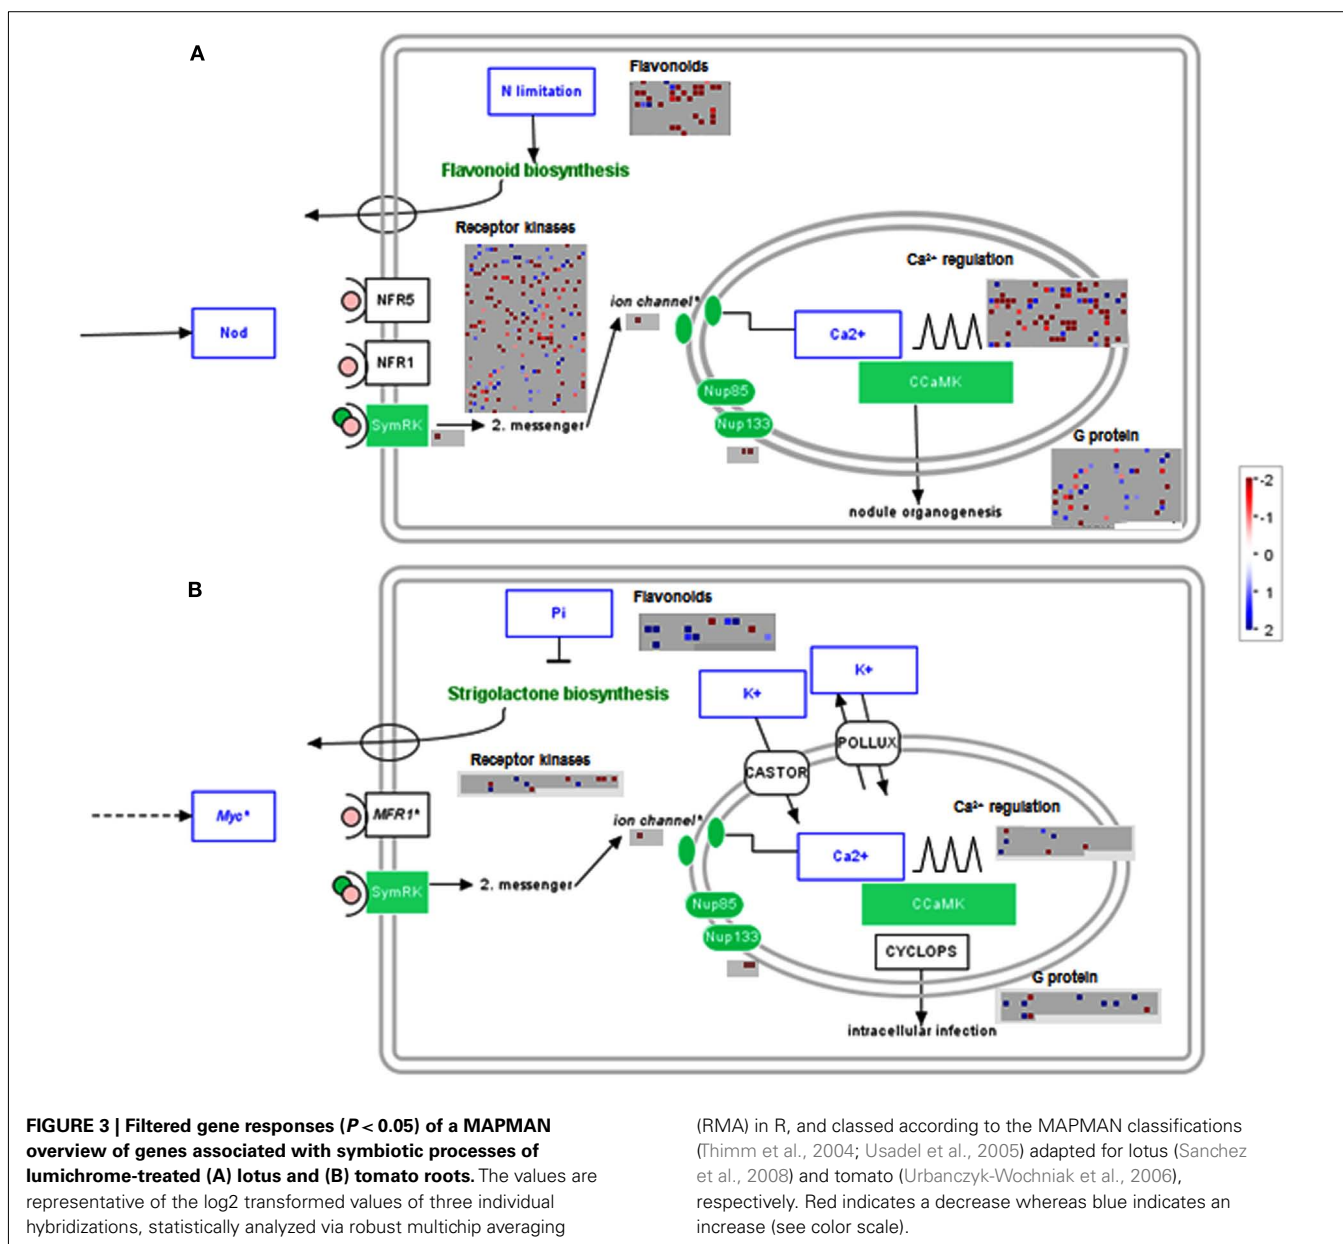 A
N limitation
Flavonoids
Flavonoid biosynthesis
Receptor kinases
Ca²⁺ regulation
ion channel*
NFR5
Nod
Ca2+
NFR1
CCaMK
Nup85
SymRK
2. messenger
Nup133
G protein
nodule organogenesis
-2
-1
0
1
2
B
Pi
Flavonoids
K+
K+
Strigolactone biosynthesis
POLLUX
Receptor kinases
CASTOR
Ca²⁺ regulation
Myc*
MFR1*
ion channel*
Ca2+
SymRK
2. messenger
Nup85
CCaMK
Nup133
CYCLOPS
G protein
intracellular infection
FIGURE 3 | Filtered gene responses (P < 0.05) of a MAPMAN
overview of genes associated with symbiotic processes of
lumichrome-treated (A) lotus and (B) tomato roots. The values are
representative of the log2 transformed values of three individual
hybridizations, statistically analyzed via robust multichip averaging
(RMA) in R, and classed according to the MAPMAN classifications
(Thimm et al., 2004; Usadel et al., 2005) adapted for lotus (Sanchez
et al., 2008) and tomato (Urbanczyk-Wochniak et al., 2006),
respectively. Red indicates a decrease whereas blue indicates an
increase (see color scale).